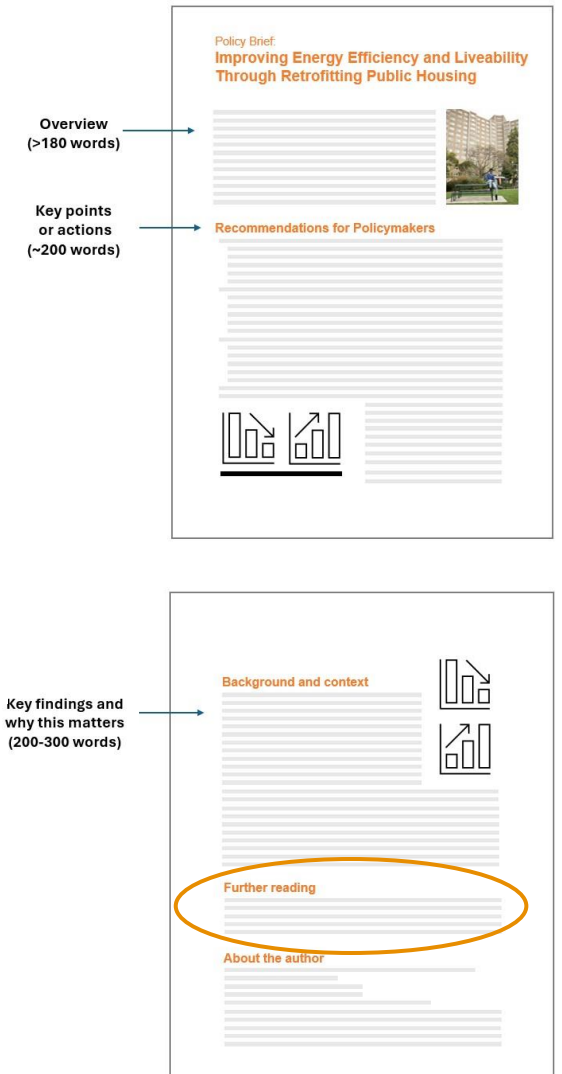 Policy Brief:
Improving Energy Efficiency and Liveability
Through Retrofitting Public Housing
Overview
(>180 words)
Key points
or actions
(~200 words)
Recommendations for Policymakers
Background and context
Key findings and
why this matters
(200-300 words)
Further reading
About the author